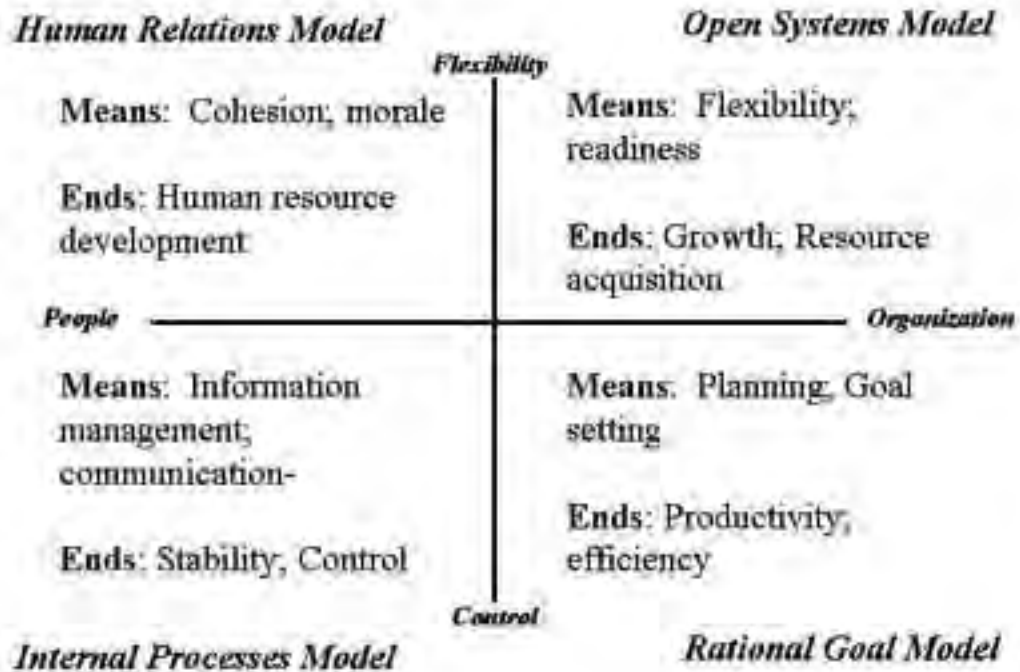 Human Relations Model
Open Systems Model
Flexibility
Means: Cohesion; morale
Ends: Human resource
development
Means: Flexibility;
readiness
Ends: Growth; Resource
acquisition
People
Organization
Means: Information
management;
communication-
Ends: Stability; Control
Means: Planning; Goal
setting
Ends: Productivity;
efficiency
Control
Internal Processes Model
Rational Goal Model